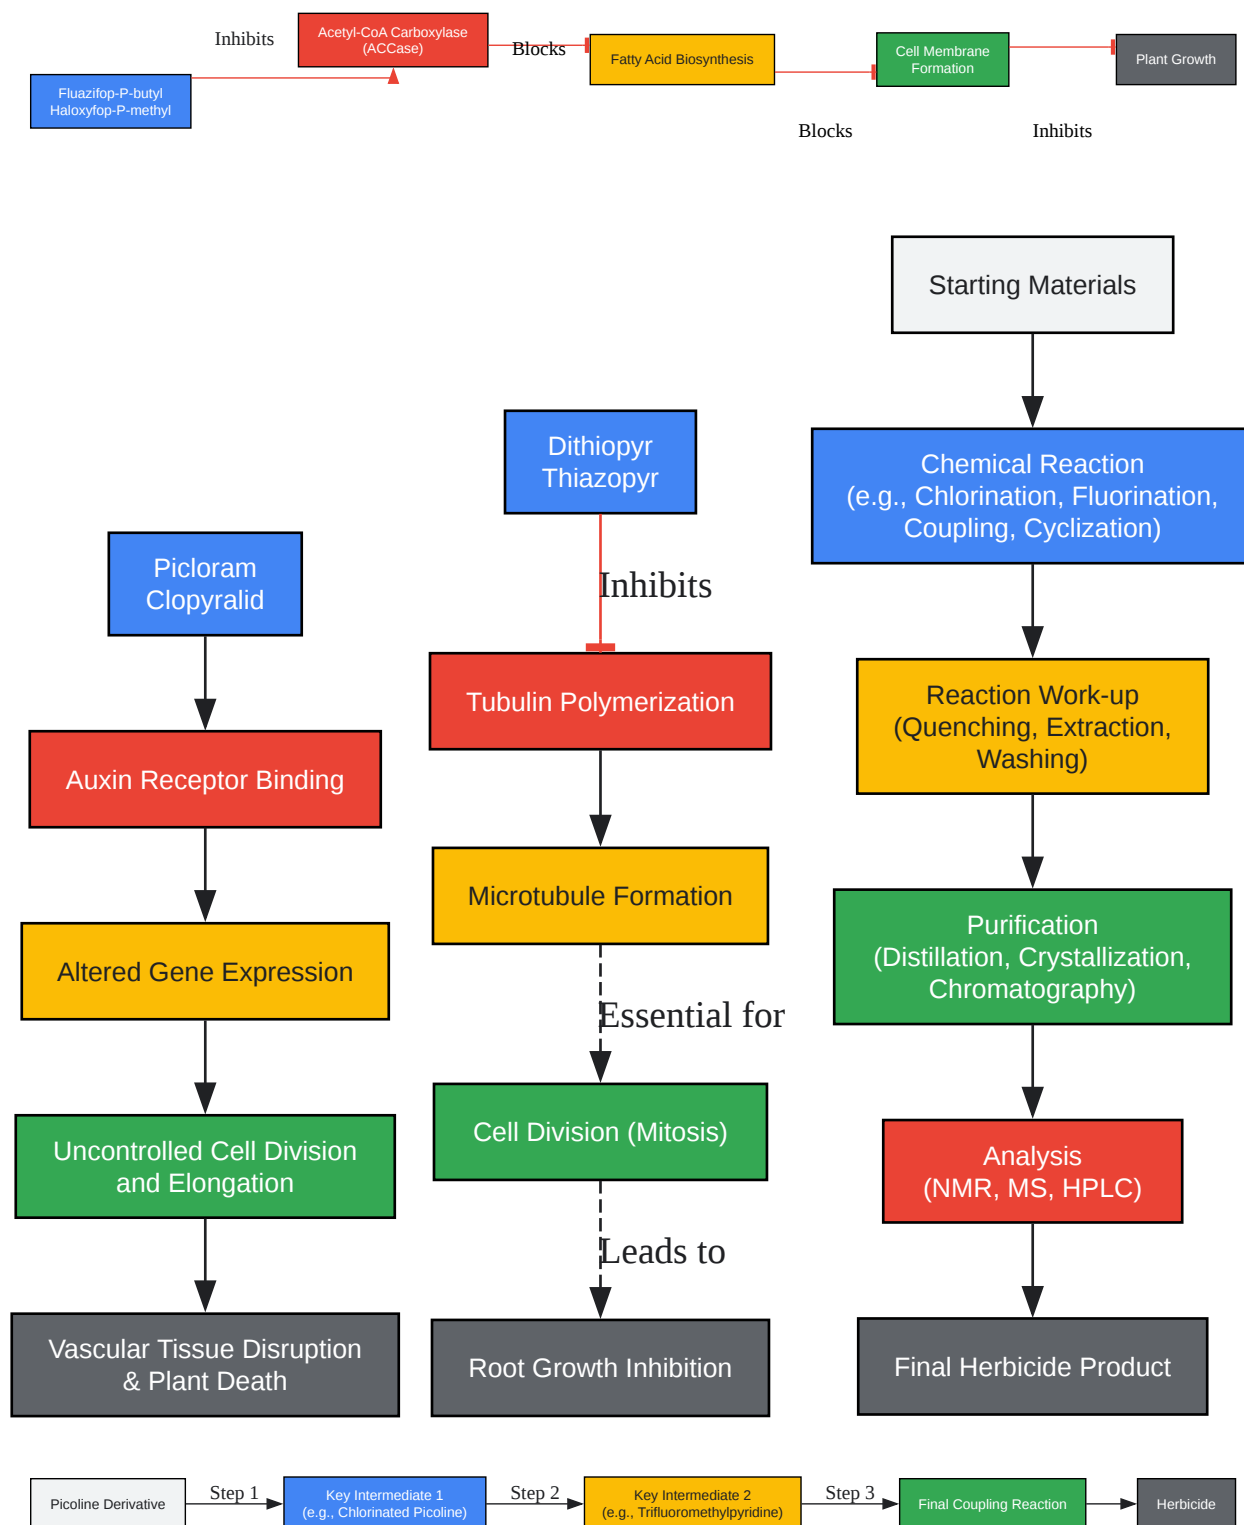 Inhibits
Acetyl-CoA Carboxylase
(ACCase)
Blocks
Fatty Acid Biosynthesis
Cell Membrane
Formation
Plant Growth
Fluazifop-P-butyl
Haloxyfop-P-methyl
Blocks
Inhibits
Picloram
Clopyralid
Auxin Receptor Binding
Altered Gene Expression
Uncontrolled Cell Division
and Elongation
Vascular Tissue Disruption
& Plant Death
Dithiopyr
Thiazopyr
Inhibits
Tubulin Polymerization
Microtubule Formation
Essential for
Cell Division (Mitosis)
Leads to
Root Growth Inhibition
Starting Materials
Chemical Reaction
(e.g., Chlorination, Fluorination,
Coupling, Cyclization)
Reaction Work-up
(Quenching, Extraction,
Washing)
Purification
(Distillation, Crystallization,
Chromatography)
Analysis
(NMR, MS, HPLC)
Final Herbicide Product
Picoline Derivative
Step 1
Key Intermediate 1
(e.g., Chlorinated Picoline)
Step 2
Key Intermediate 2
(e.g., Trifluoromethylpyridine)
Step 3
Final Coupling Reaction
Herbicide